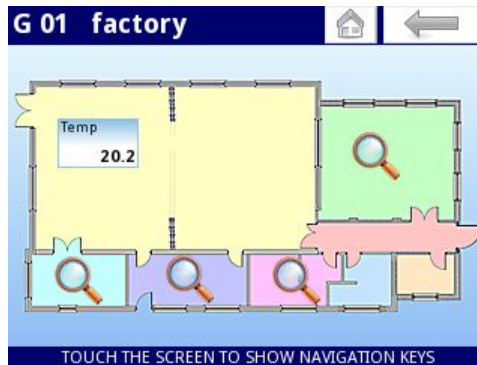 G 01 factory
Temp
20.2
TOUCH THE SCREEN TO SHOW NAVIGATION KEYS